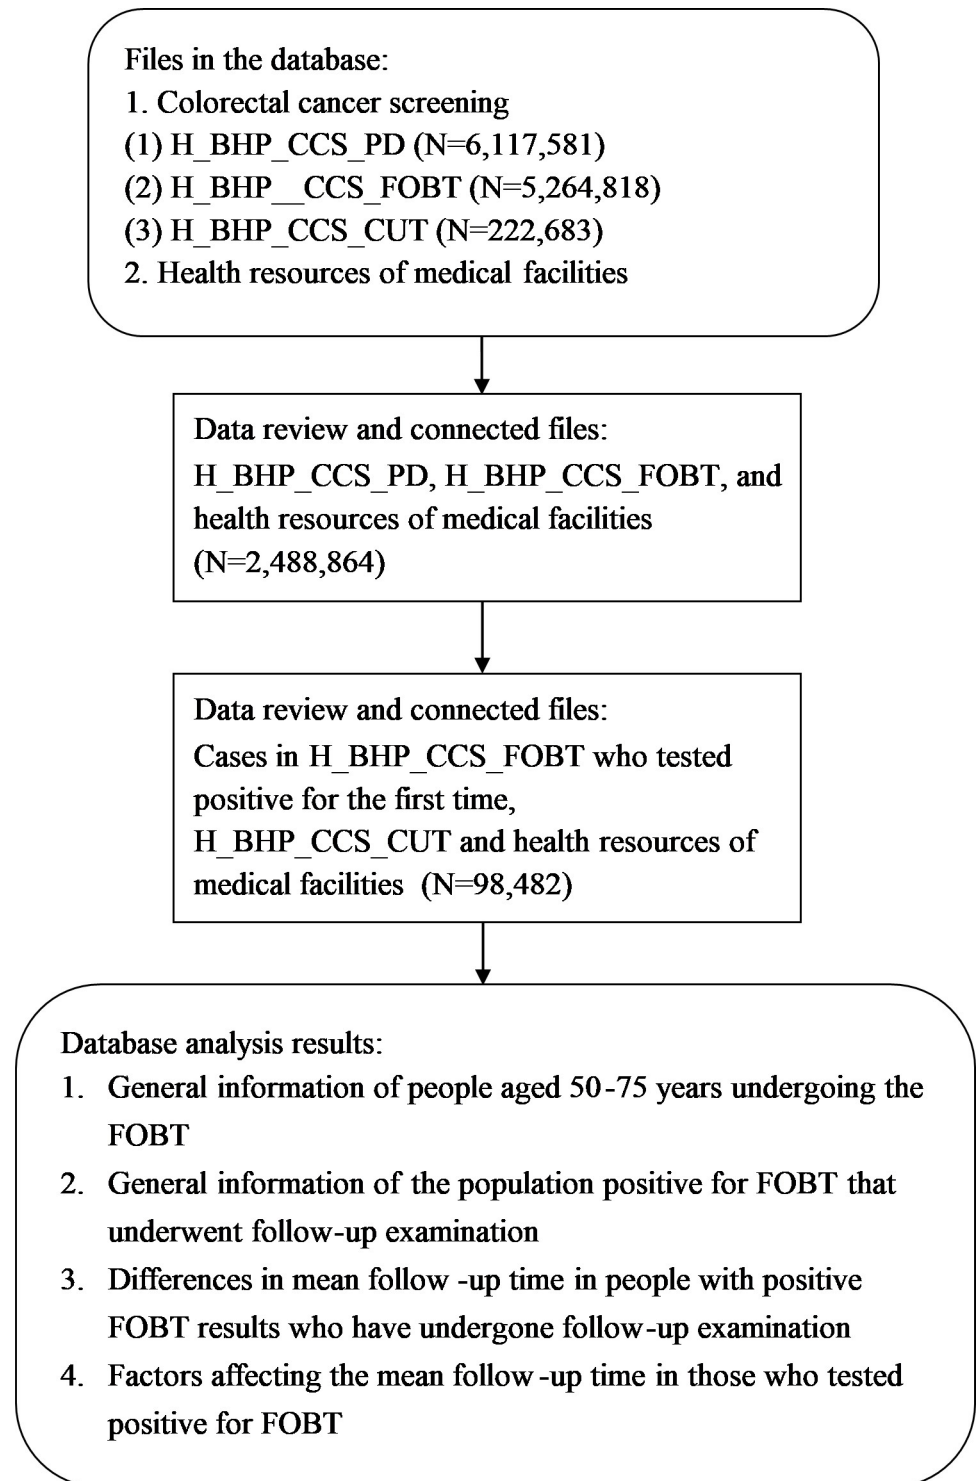 Files in the database:
1. Colorectal cancer screening
(1) H_BHP_CCS_PD (N=6,117,581)
(2) H_BHP__CCS_FOBT (N=5,264,818)
(3) H_BHP_CCS_CUT (N=222,683)
2. Health resources of medical facilities
Data review and connected files:
H_BHP_CCS_PD, H_BHP_CCS_FOBT, and
health resources of medical facilities
(N=2,488,864)
Data review and connected files:
Cases in H_BHP_CCS_FOBT who tested
positive for the first time,
H_BHP_CCS_CUT and health resources of
medical facilities (N=98,482)
Database analysis results:
1. General information of people aged 50-75 years undergoing the
FOBT
2. General information of the population positive for FOBT that
underwent follow-up examination
3. Differences in mean follow -up time in people with positive
FOBT results who have undergone follow-up examination
4. Factors affecting the mean follow -up time in those who tested
positive for FOBT